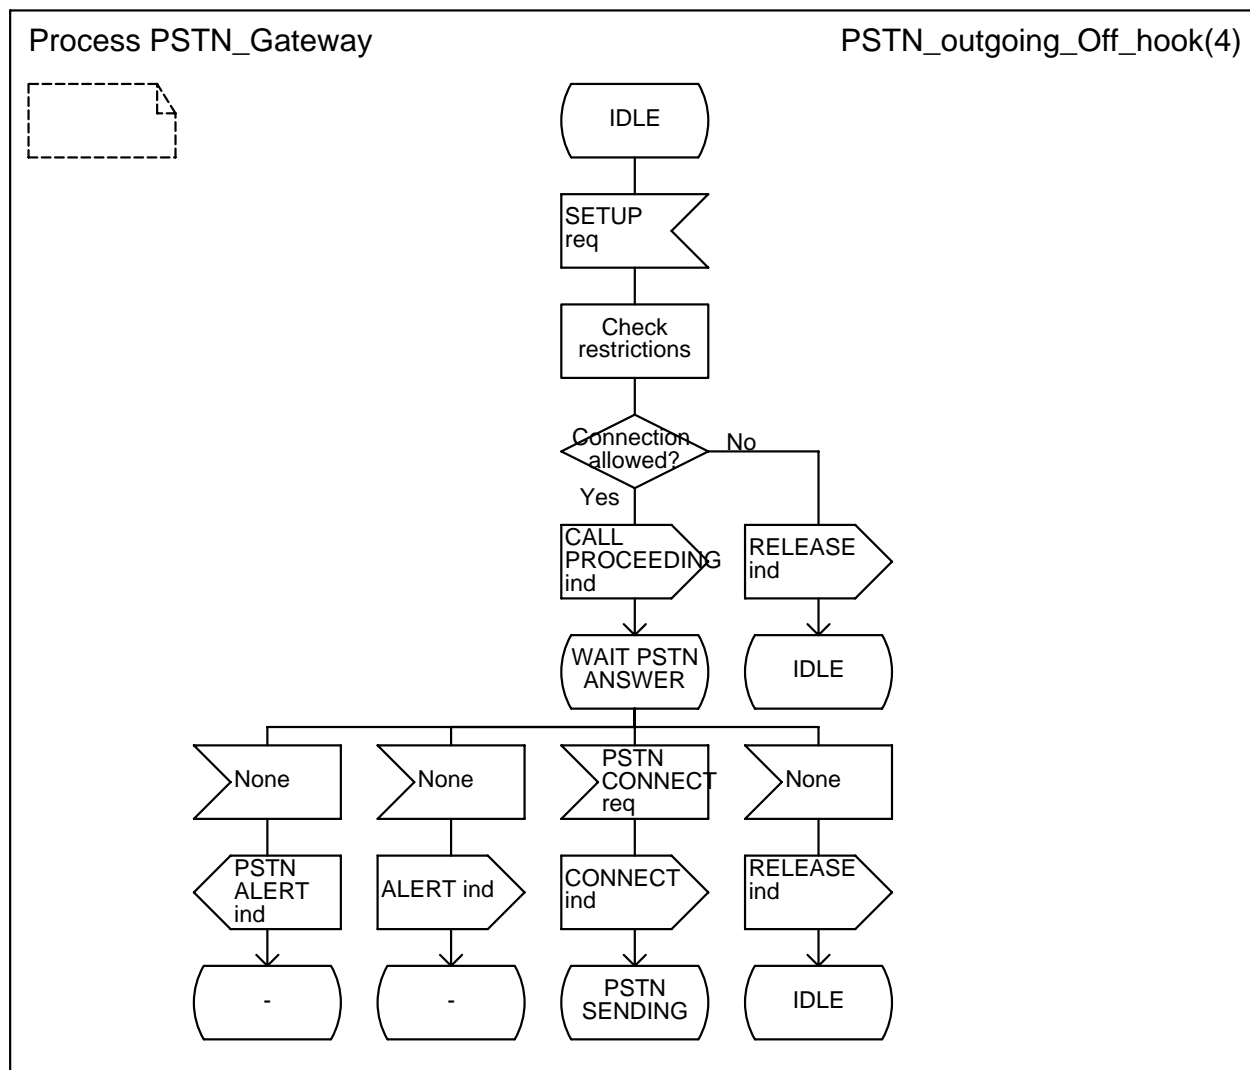 Process PSTN_Gateway
PSTN_outgoing_Off_hook(4)
IDLE
SETUP
req
Check
restrictions
Connection
allowed?
No
Yes
CALL
PROCEEDING
ind
RELEASE
ind
WAIT PSTN
ANSWER
IDLE
None
None
PSTN
CONNECT
req
None
PSTN
ALERT
ind
ALERT ind
CONNECT
ind
RELEASE
ind
-
-
PSTN
SENDING
IDLE